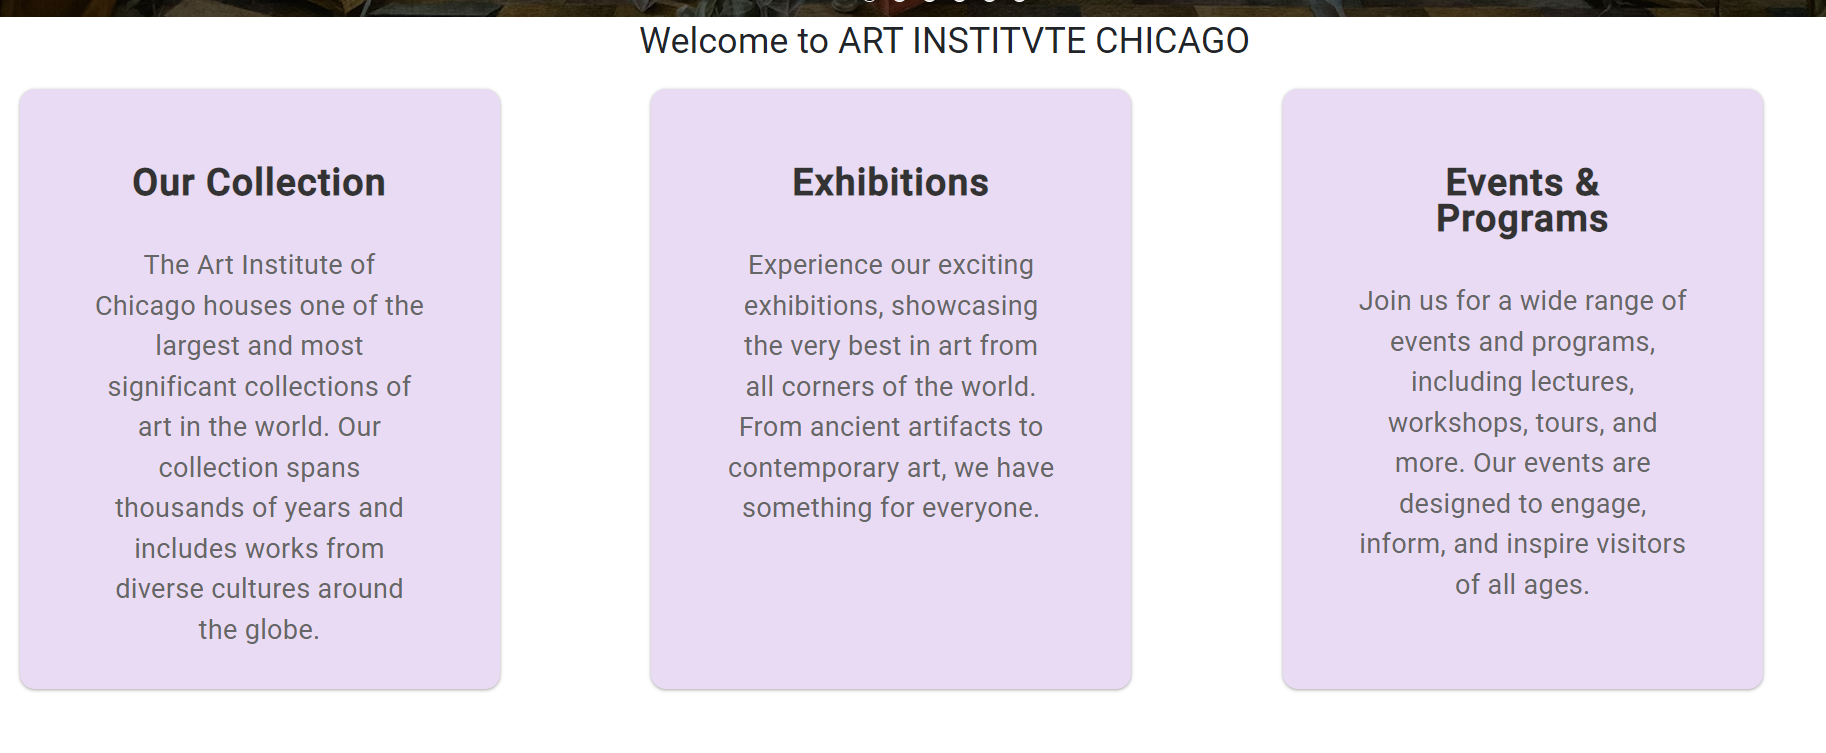 Welcome to ART INSTITVTE CHICAGO
Our Collection
The Art Institute of
Chicago houses one of the
largest and most
significant collections of
art in the world. Our
collection spans
thousands of years and
includes works from
diverse cultures around
the globe.
Exhibitions
Experience our exciting
exhibitions, showcasing
the very best in art from
all corners of the world.
From ancient artifacts to
contemporary art, we have
something for everyone.
Events &
Programs
Join us for a wide range of
events and programs,
including lectures,
workshops, tours, and
more. Our events are
designed to engage,
inform, and inspire visitors
of all ages.